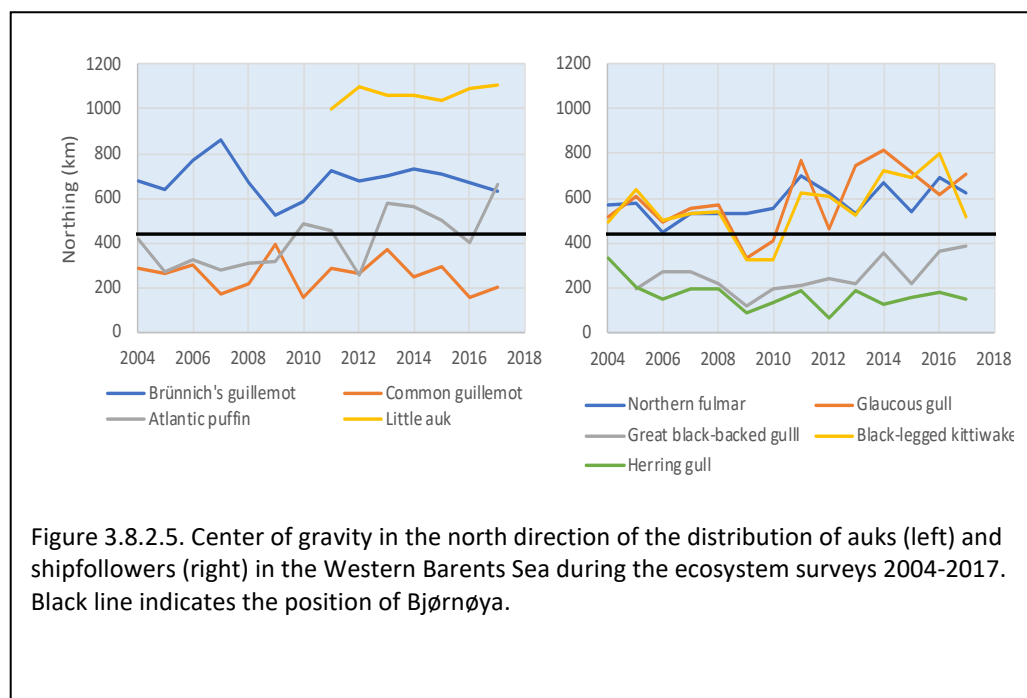 1200
1000
800
600
400
200
0
Northing (km)
2004 2006 2008 2010 2012 2014 2016 2018
Brünnich's guillemot Common guillemot
Atlantic puffin Little auk
1200
1000
800
600
400
200
0
2004 2006 2008 2010 2012 2014 2016 2018
Northern fulmar Glaucous gull
Great black-backed gulll Black-legged kittiwake
Herring gull
Figure 3.8.2.5. Center of gravity in the north direction of the distribution of auks (left) and
shipfollowers (right) in the Western Barents Sea during the ecosystem surveys 2004-2017.
Black line indicates the position of Bjørnøya.